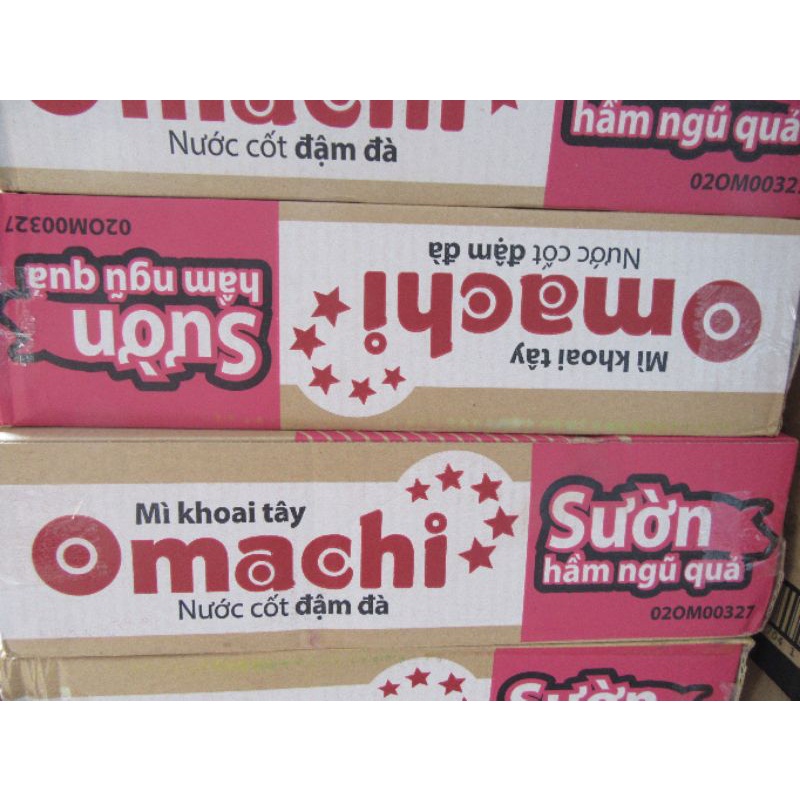 Omachi
Nước cốt đậm đà
hầm ngũ quả
02OM0032
Mì khoai tây
Omachi
Nước cốt đậm đà
Sườn
hầm ngũ quả
02OM00327
Mì khoai tây
Omachi
Nước cốt đậm đà
Sườn
hầm ngũ quả
02OM00327
Sườn